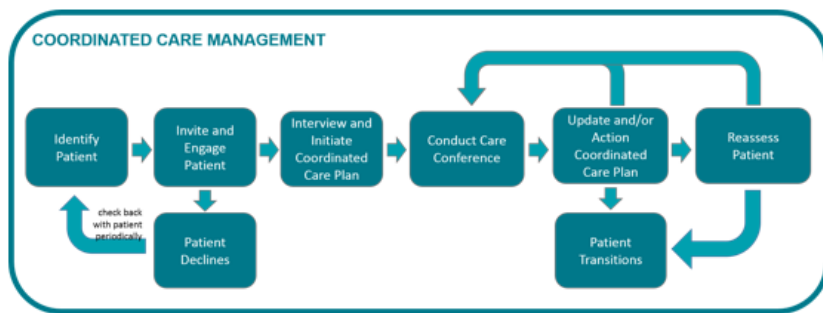 COORDINATED CARE MANAGEMENT
Identify
Patient
Invite and
Engage
Patient
Interview and
Initiate
Coordinated
Care Plan
Conduct Care
Conference
Update and/or
Action
Coordinated
Care Plan
Reassess
Patient
check back
with patient
periodically
Patient
Declines
Patient
Transitions